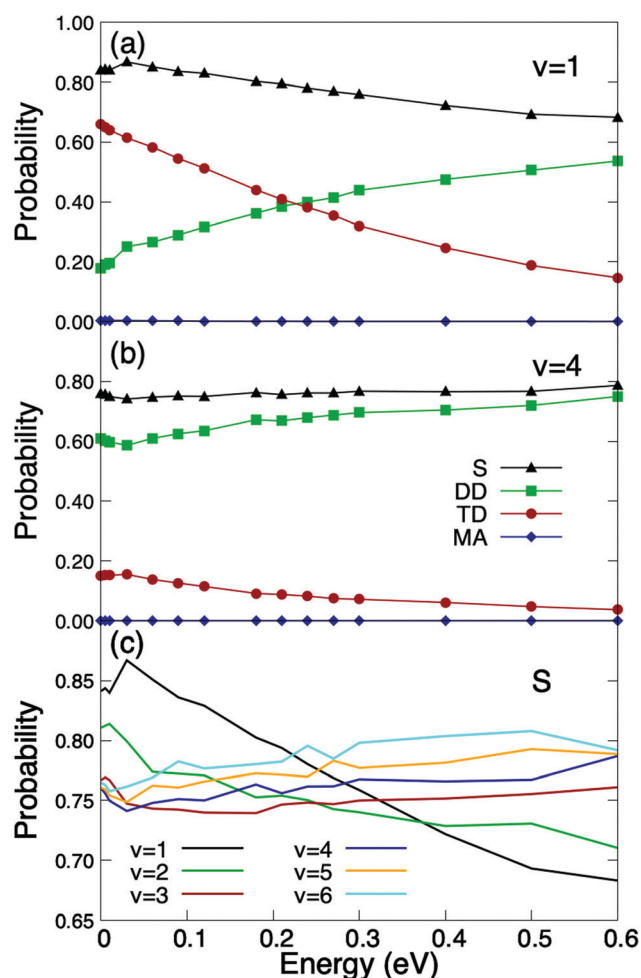 1.00
(a)
v=1
0.80
0.60
Probability
0.40
0.20
0.00
(b)
v=4
0.80
0.60
Probability
S
DD
0.40
TD
MA
0.20
0.00
(c)
S
0.85
0.80
Probability
0.75
v=1 v=4
0.70
v=2 v=5
v=3 v=6
0.65
0 0.1 0.2 0.3 0.4 0.5 0.6
Energy (eV)